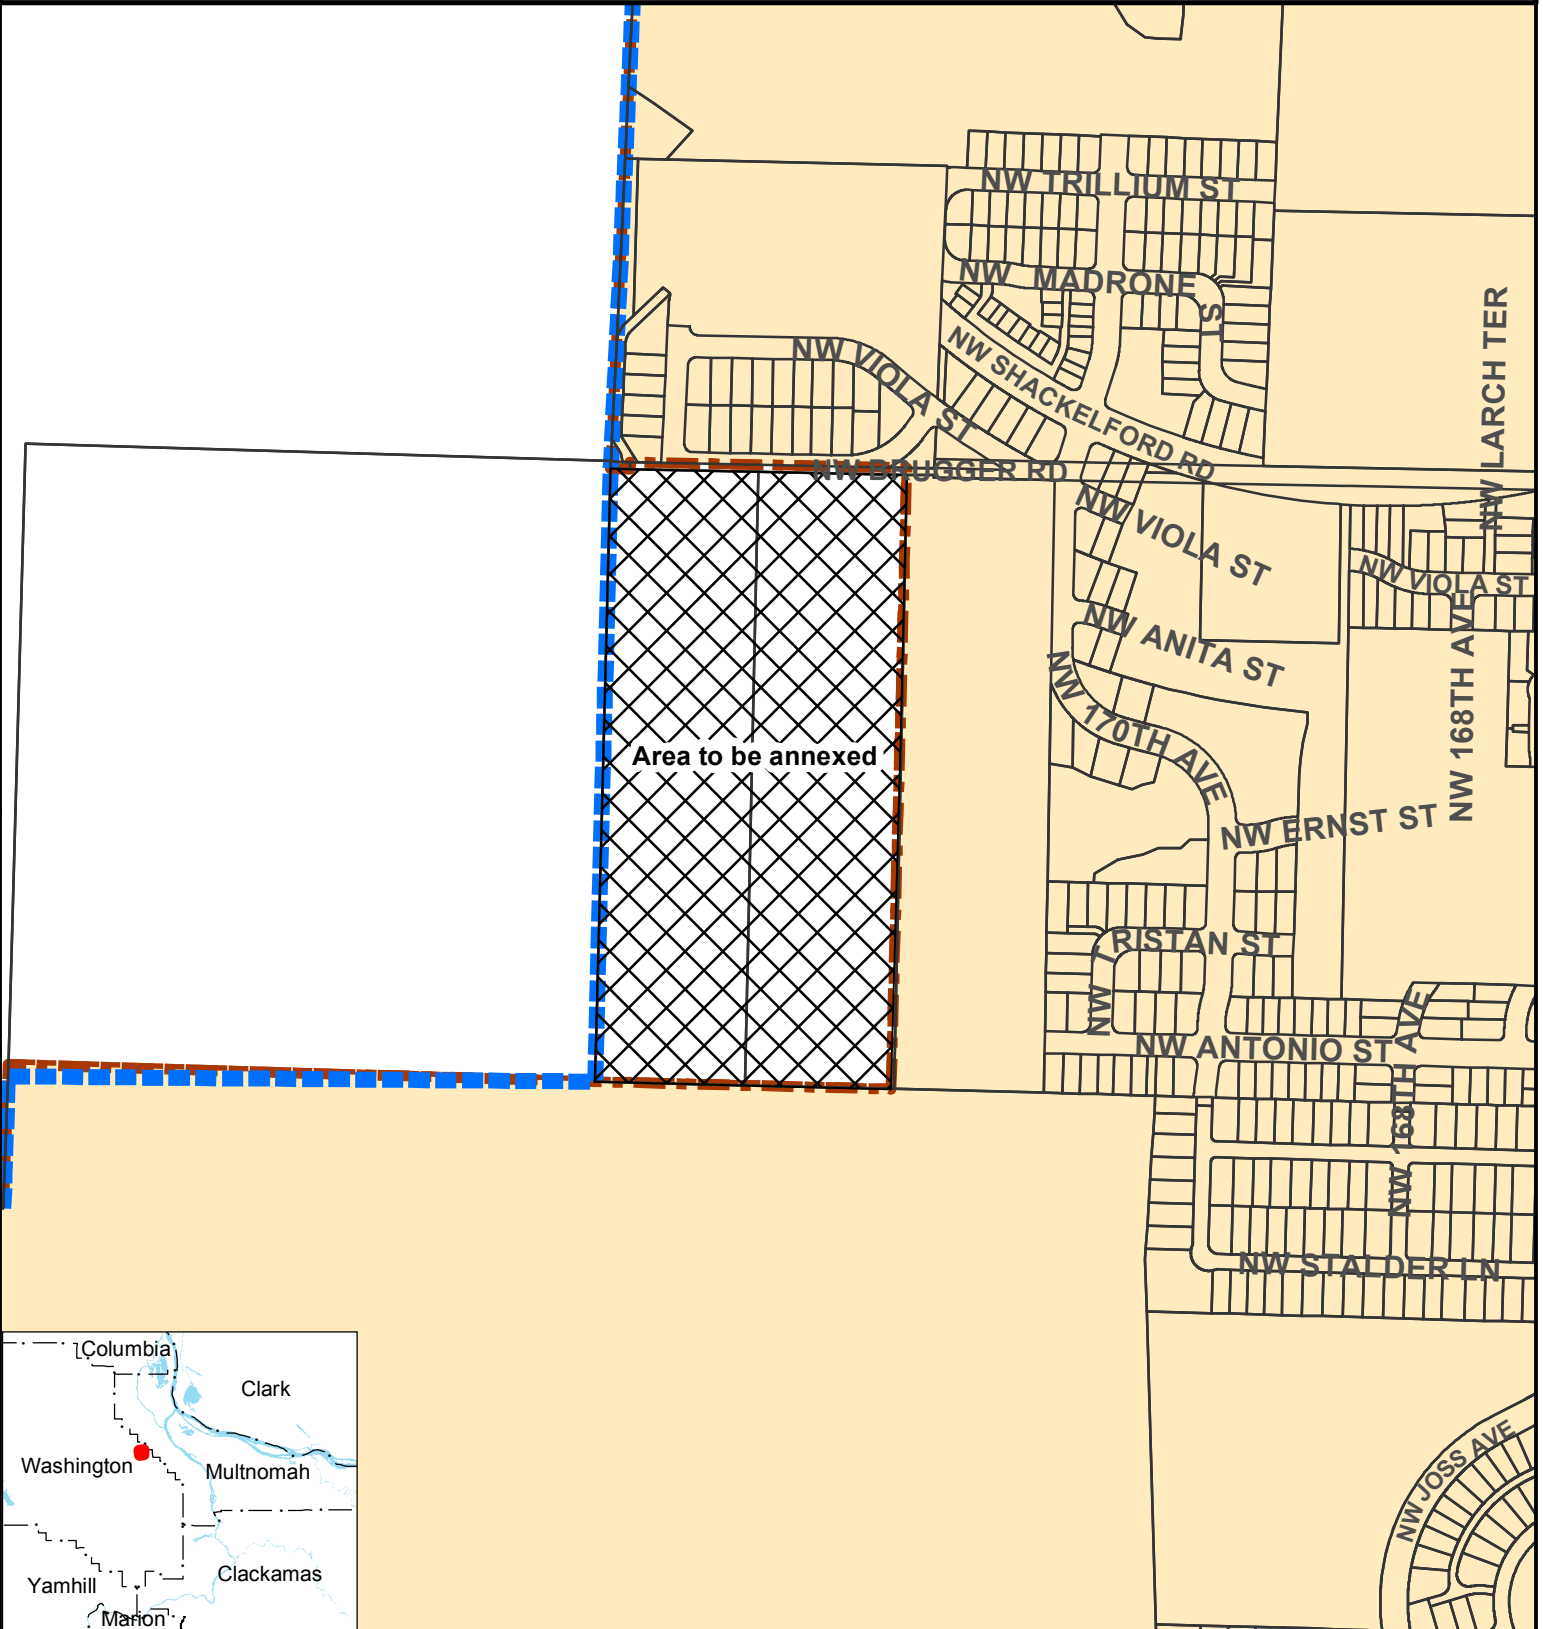 NW TRILLIUM ST
NW MADRONE ST
NW LARCH TER
NW VIOLA ST
NW SHACKELFORD RD
NW BRUGGER RD
NW VIOLA ST
NW VIOLA ST
NW ANITA ST
NW 168TH AVE
NW 170TH AVE
Area to be annexed
NW ERNST ST
NW TRISTAN ST
NW ANTONIO ST
NW 168TH AVE
NW STALDER LN
NW JOSS AVE
Columbia
Clark
Washington
Multnomah
Yamhill
Clackamas
Marion